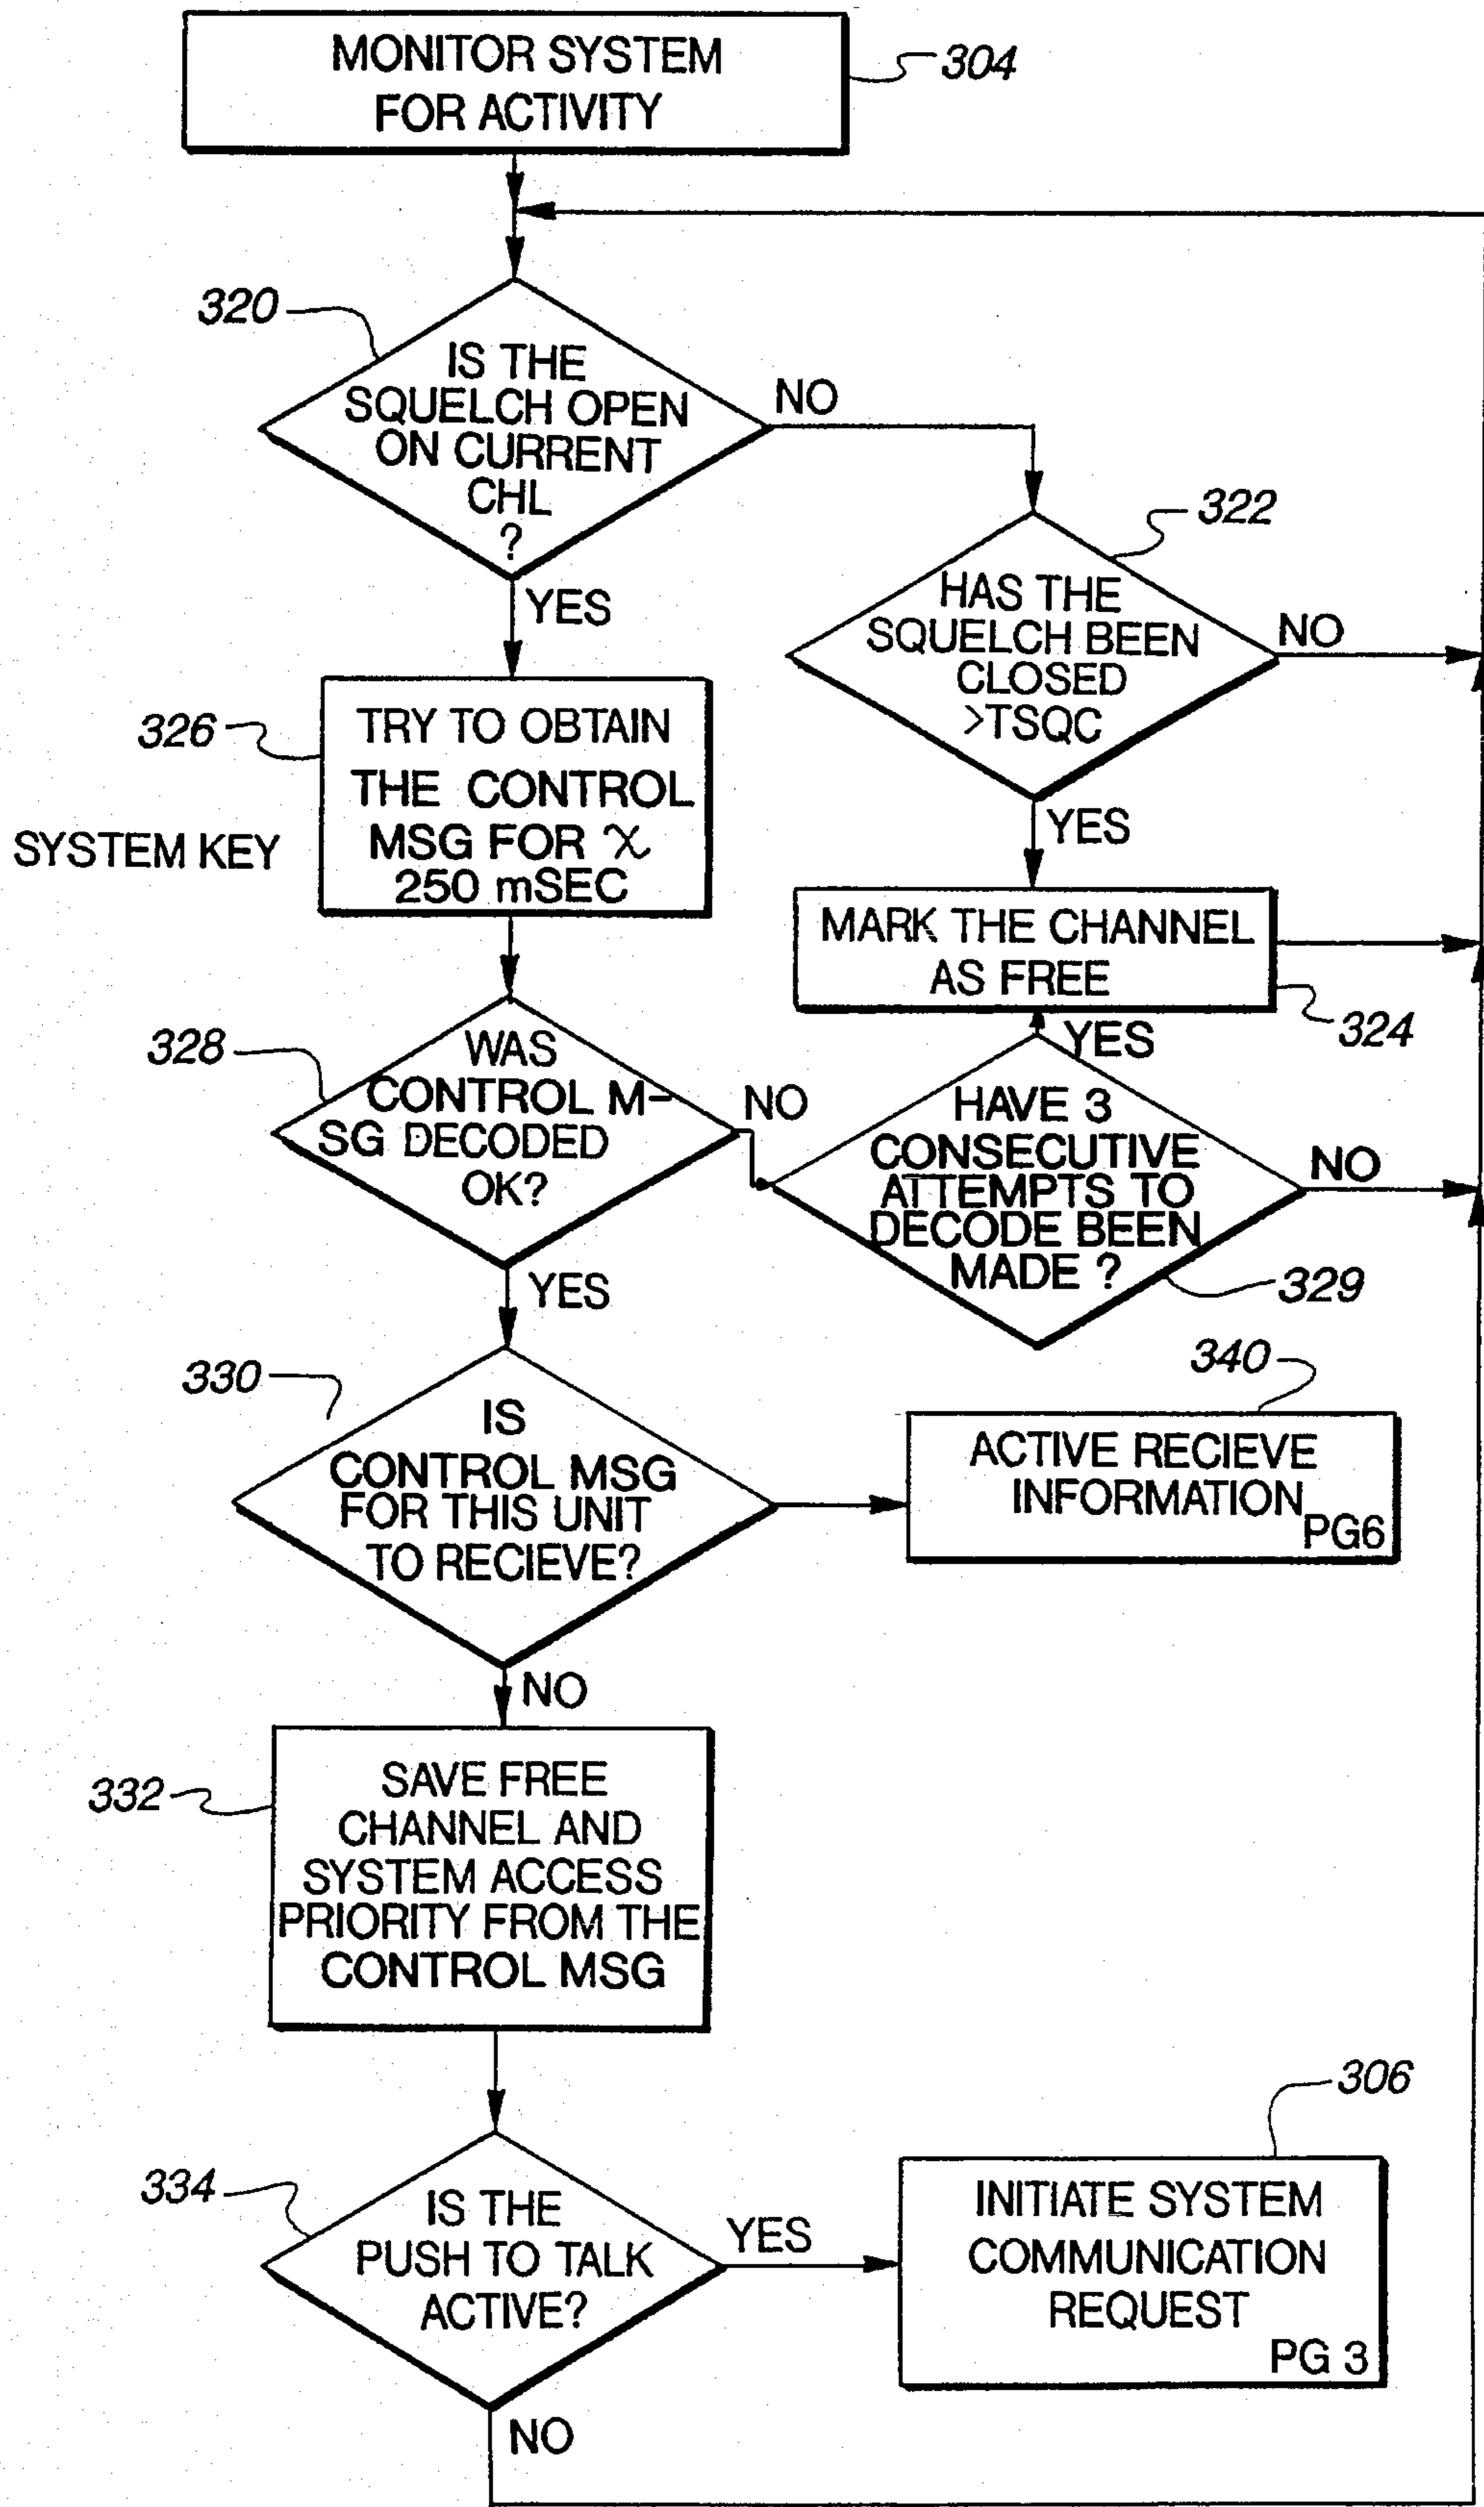 MONITOR SYSTEM
FOR ACTIVITY
304
320
IS THE
SQUELCH OPEN
ON CURRENT
CHL
?
NO
YES
322
HAS THE
SQUELCH BEEN
CLOSED
>TSQC
NO
YES
326
TRY TO OBTAIN
THE CONTROL
MSG FOR X
250 mSEC
SYSTEM KEY
MARK THE CHANNEL
AS FREE
324
328
WAS
CONTROL M-
SG DECODED
OK?
NO
YES
YES
HAVE 3
CONSECUTIVE
ATTEMPTS TO
DECODE BEEN
MADE ?
NO
329
330
IS
CONTROL MSG
FOR THIS UNIT
TO RECIEVE?
340
ACTIVE RECIEVE
INFORMATION
PG6
NO
332
SAVE FREE
CHANNEL AND
SYSTEM ACCESS
PRIORITY FROM THE
CONTROL MSG
334
IS THE
PUSH TO TALK
ACTIVE?
YES
306
INITIATE SYSTEM
COMMUNICATION
REQUEST
PG 3
NO